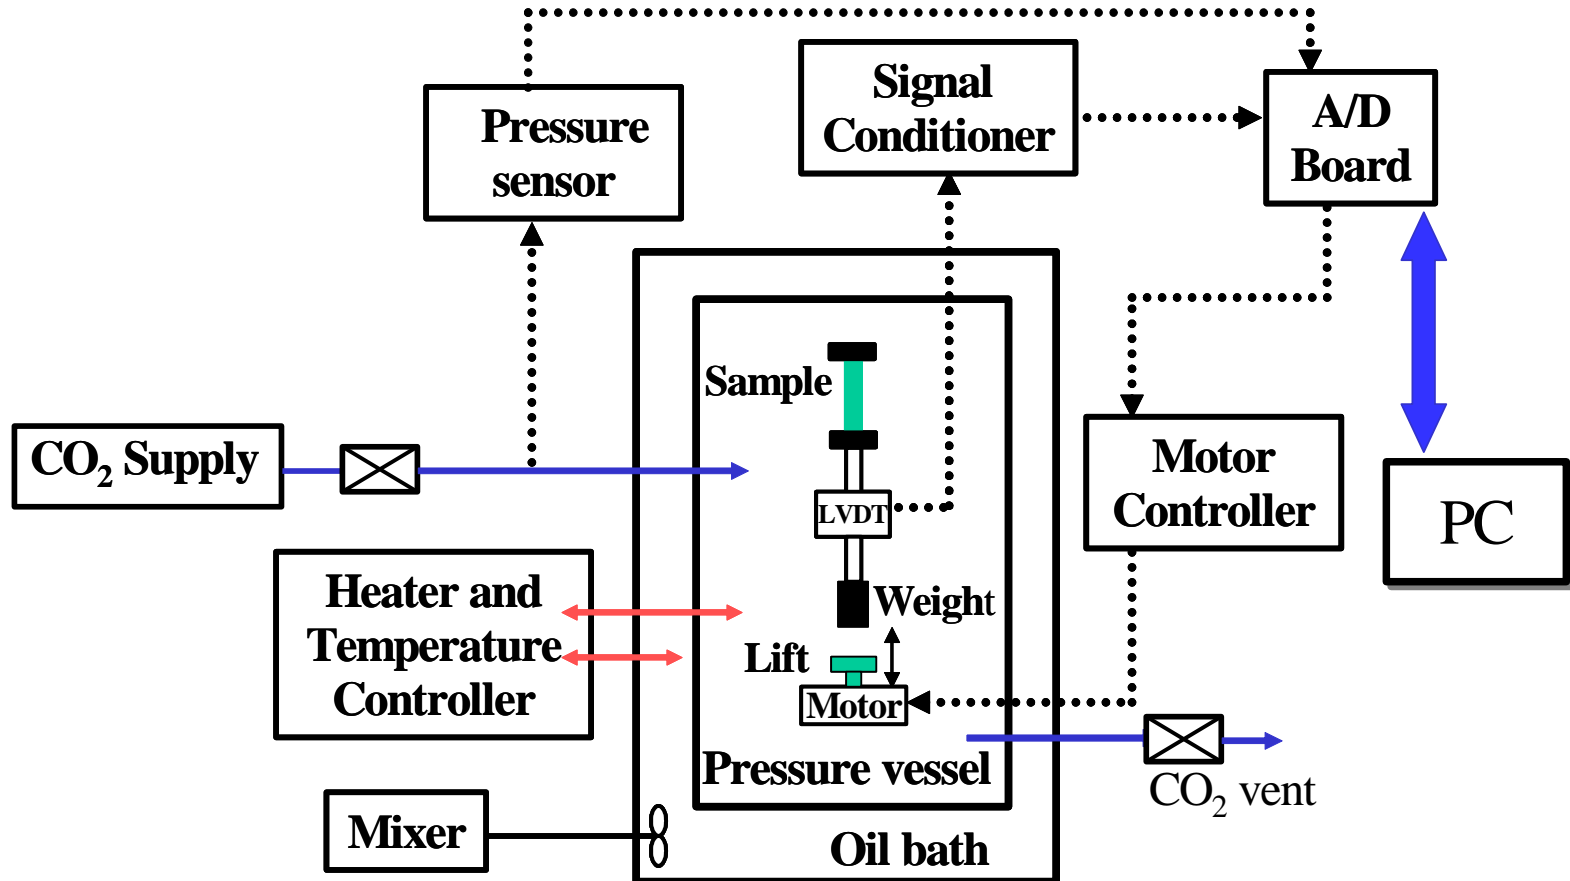 Pressure
sensor
Signal
Conditioner
A/D
Board
Sample
CO₂ Supply
LVDT
Motor
Controller
PC
Heater and
Temperature
Controller
Weight
Lift
Motor
Pressure vessel
CO₂ vent
Mixer
Oil bath